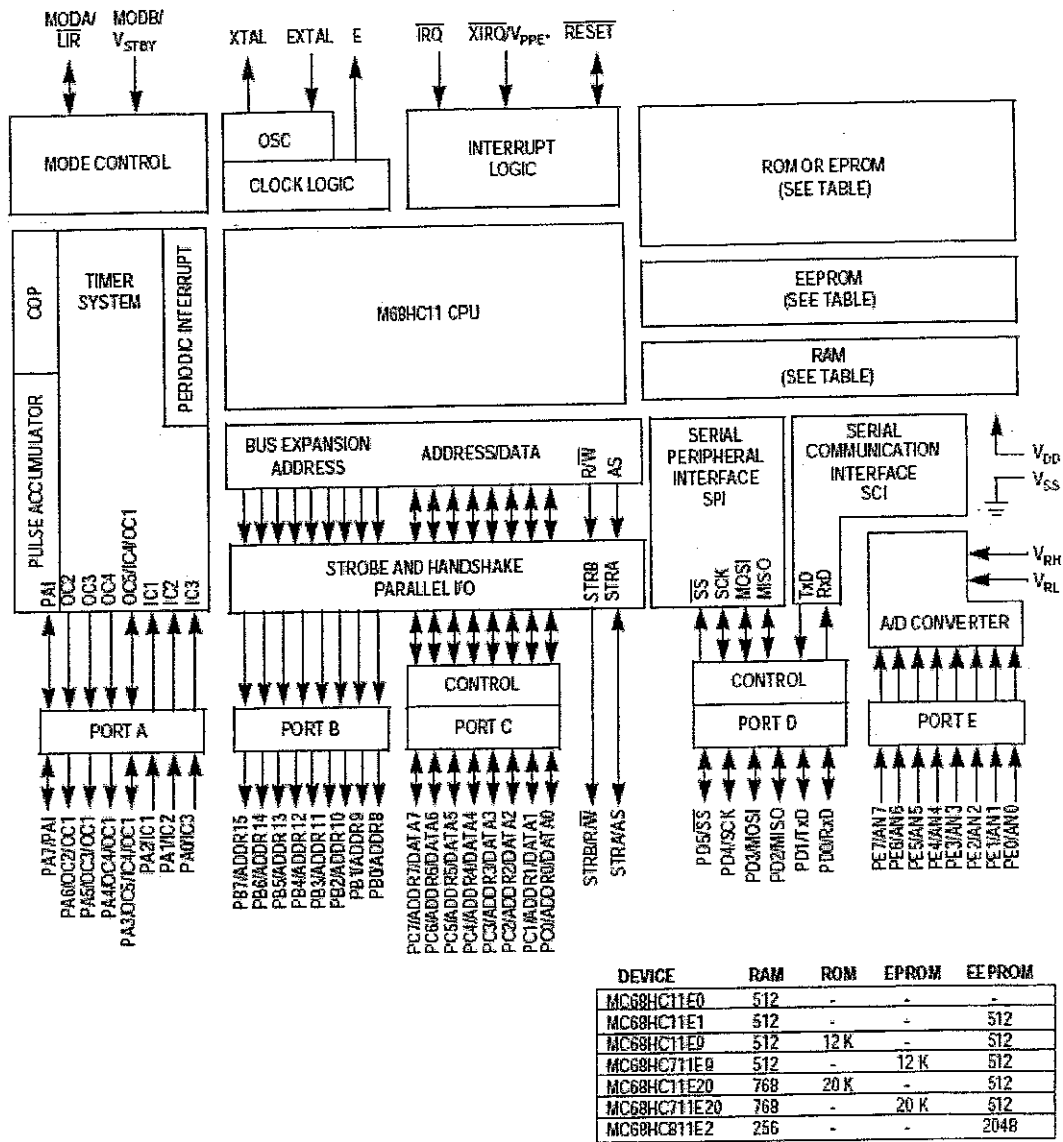 MODA/
LIR
MODB/
VSTBY
XTAL
EXTAL
E
IRQ
XIRQ/VPPE*
RESET
MODE CONTROL
OSC
CLOCK LOGIC
INTERRUPT
LOGIC
ROM OR EPROM
(SEE TABLE)
COP
TIMER
SYSTEM
PERIODIC INTERRUPT
M68HC11 CPU
EEPROM
(SEE TABLE)
RAM
(SEE TABLE)
PULSE ACCUMULATOR
BUS EXPANSION
ADDRESS
ADDRESS/DATA
R/W
AS
SERIAL
PERIPHERAL
INTERFACE
SPI
SERIAL
COMMUNICATION
INTERFACE
SCI
VDD
VSS
PAI
OC2
OC3
OC4
OC5/IC4/OC1
IC1
IC2
IC3
STROBE AND HANDSHAKE
PARALLEL I/O
STRB
STRA
SS
SCK
MOSI
MISO
TxD
RxD
VRH
VRL
A/D CONVERTER
CONTROL
CONTROL
PORT A
PORT B
PORT C
PORT D
PORT E
PA7/PAI
PA6/OC2/OC1
PA5/OC3/OC1
PA4/OC4/OC1
PA3/OC5/IC4/OC1
PA2/IC1
PA1/IC2
PA0/IC3
PB7/ADDR15
PB6/ADDR14
PB5/ADDR13
PB4/ADDR12
PB3/ADDR11
PB2/ADDR10
PB1/ADDR9
PB0/ADDR8
PC7/ADDR7/DATA7
PC6/ADDR6/DATA6
PC5/ADDR5/DATA5
PC4/ADDR4/DATA4
PC3/ADDR3/DATA3
PC2/ADDR2/DATA2
PC1/ADDR1/DATA1
PC0/ADDR0/DATA0
STRB/R/W
STRA/AS
PD5/SS
PD4/SCK
PD3/MOSI
PD2/MISO
PD1/TxD
PD0/RxD
PE7/AN7
PE6/AN6
PE5/AN5
PE4/AN4
PE3/AN3
PE2/AN2
PE1/AN1
PE0/AN0
DEVICE RAM ROM EPROM EEPROM
MC68HC11E0 512 - - -
MC68HC11E1 512 - - 512
MC68HC11E9 512 12 K - 512
MC68HC711E9 512 - 12 K 512
MC68HC11E20 768 20 K - 512
MC68HC711E20 768 - 20 K 512
MC68HC811E2 256 - - 2048